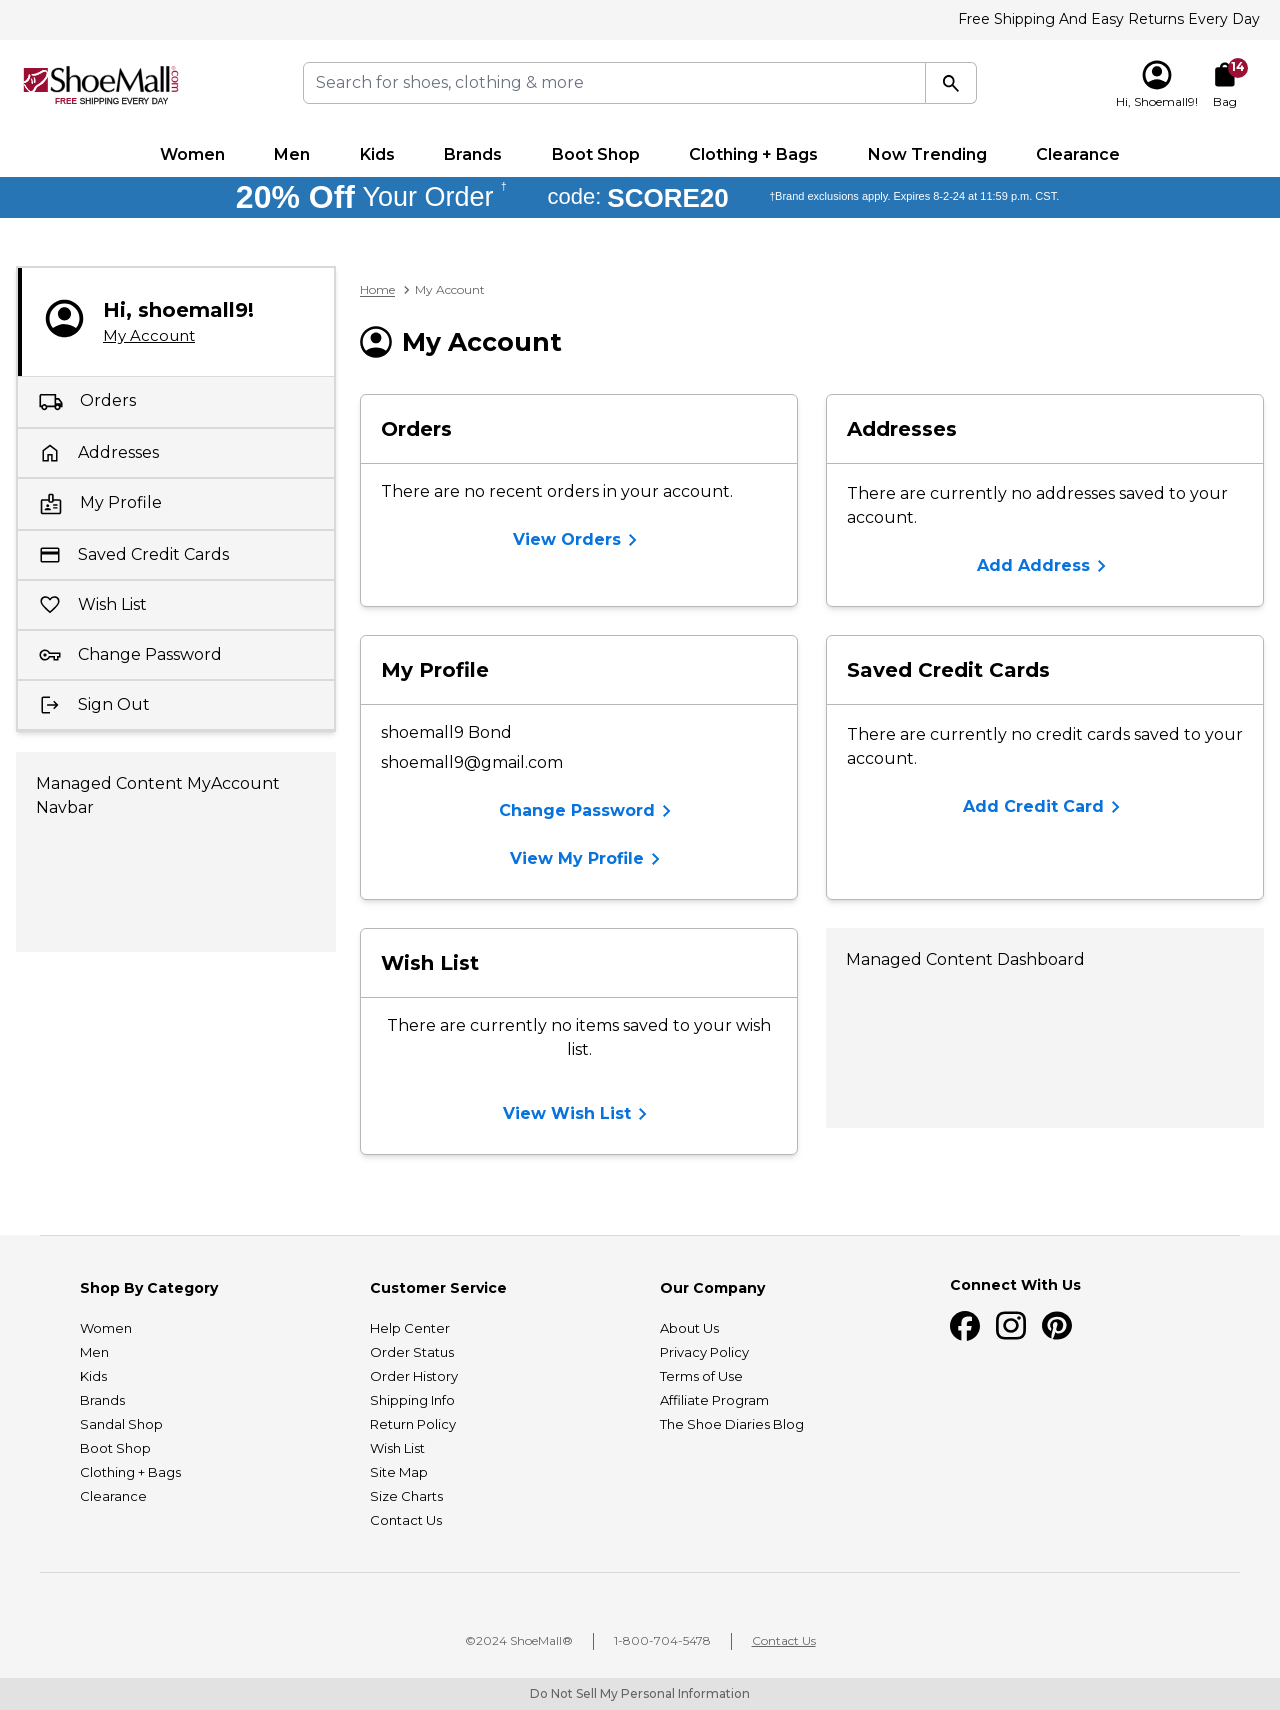 Free Shipping And Easy Returns Every Day
ShoeMall.com
FREE SHIPPING EVERY DAY
Search for shoes, clothing & more
Hi, Shoemall9!
14
Bag
Women Men Kids Brands Boot Shop Clothing + Bags Now Trending Clearance
20% Off Your Order † code: SCORE20 †Brand exclusions apply. Expires 8-2-24 at 11:59 p.m. CST.
Hi, shoemall9!
My Account
Orders
Addresses
My Profile
Saved Credit Cards
Wish List
Change Password
Sign Out
Managed Content MyAccount
Navbar
Home > My Account
My Account
Orders
There are no recent orders in your account.
View Orders
Addresses
There are currently no addresses saved to your
account.
Add Address
My Profile
shoemall9 Bond
shoemall9@gmail.com
Change Password
View My Profile
Saved Credit Cards
There are currently no credit cards saved to your
account.
Add Credit Card
Wish List
There are currently no items saved to your wish
list.
View Wish List
Managed Content Dashboard
Shop By Category
Women
Men
Kids
Brands
Sandal Shop
Boot Shop
Clothing + Bags
Clearance
Customer Service
Help Center
Order Status
Order History
Shipping Info
Return Policy
Wish List
Site Map
Size Charts
Contact Us
Our Company
About Us
Privacy Policy
Terms of Use
Affiliate Program
The Shoe Diaries Blog
Connect With Us
©2024 ShoeMall® 1-800-704-5478 Contact Us
Do Not Sell My Personal Information